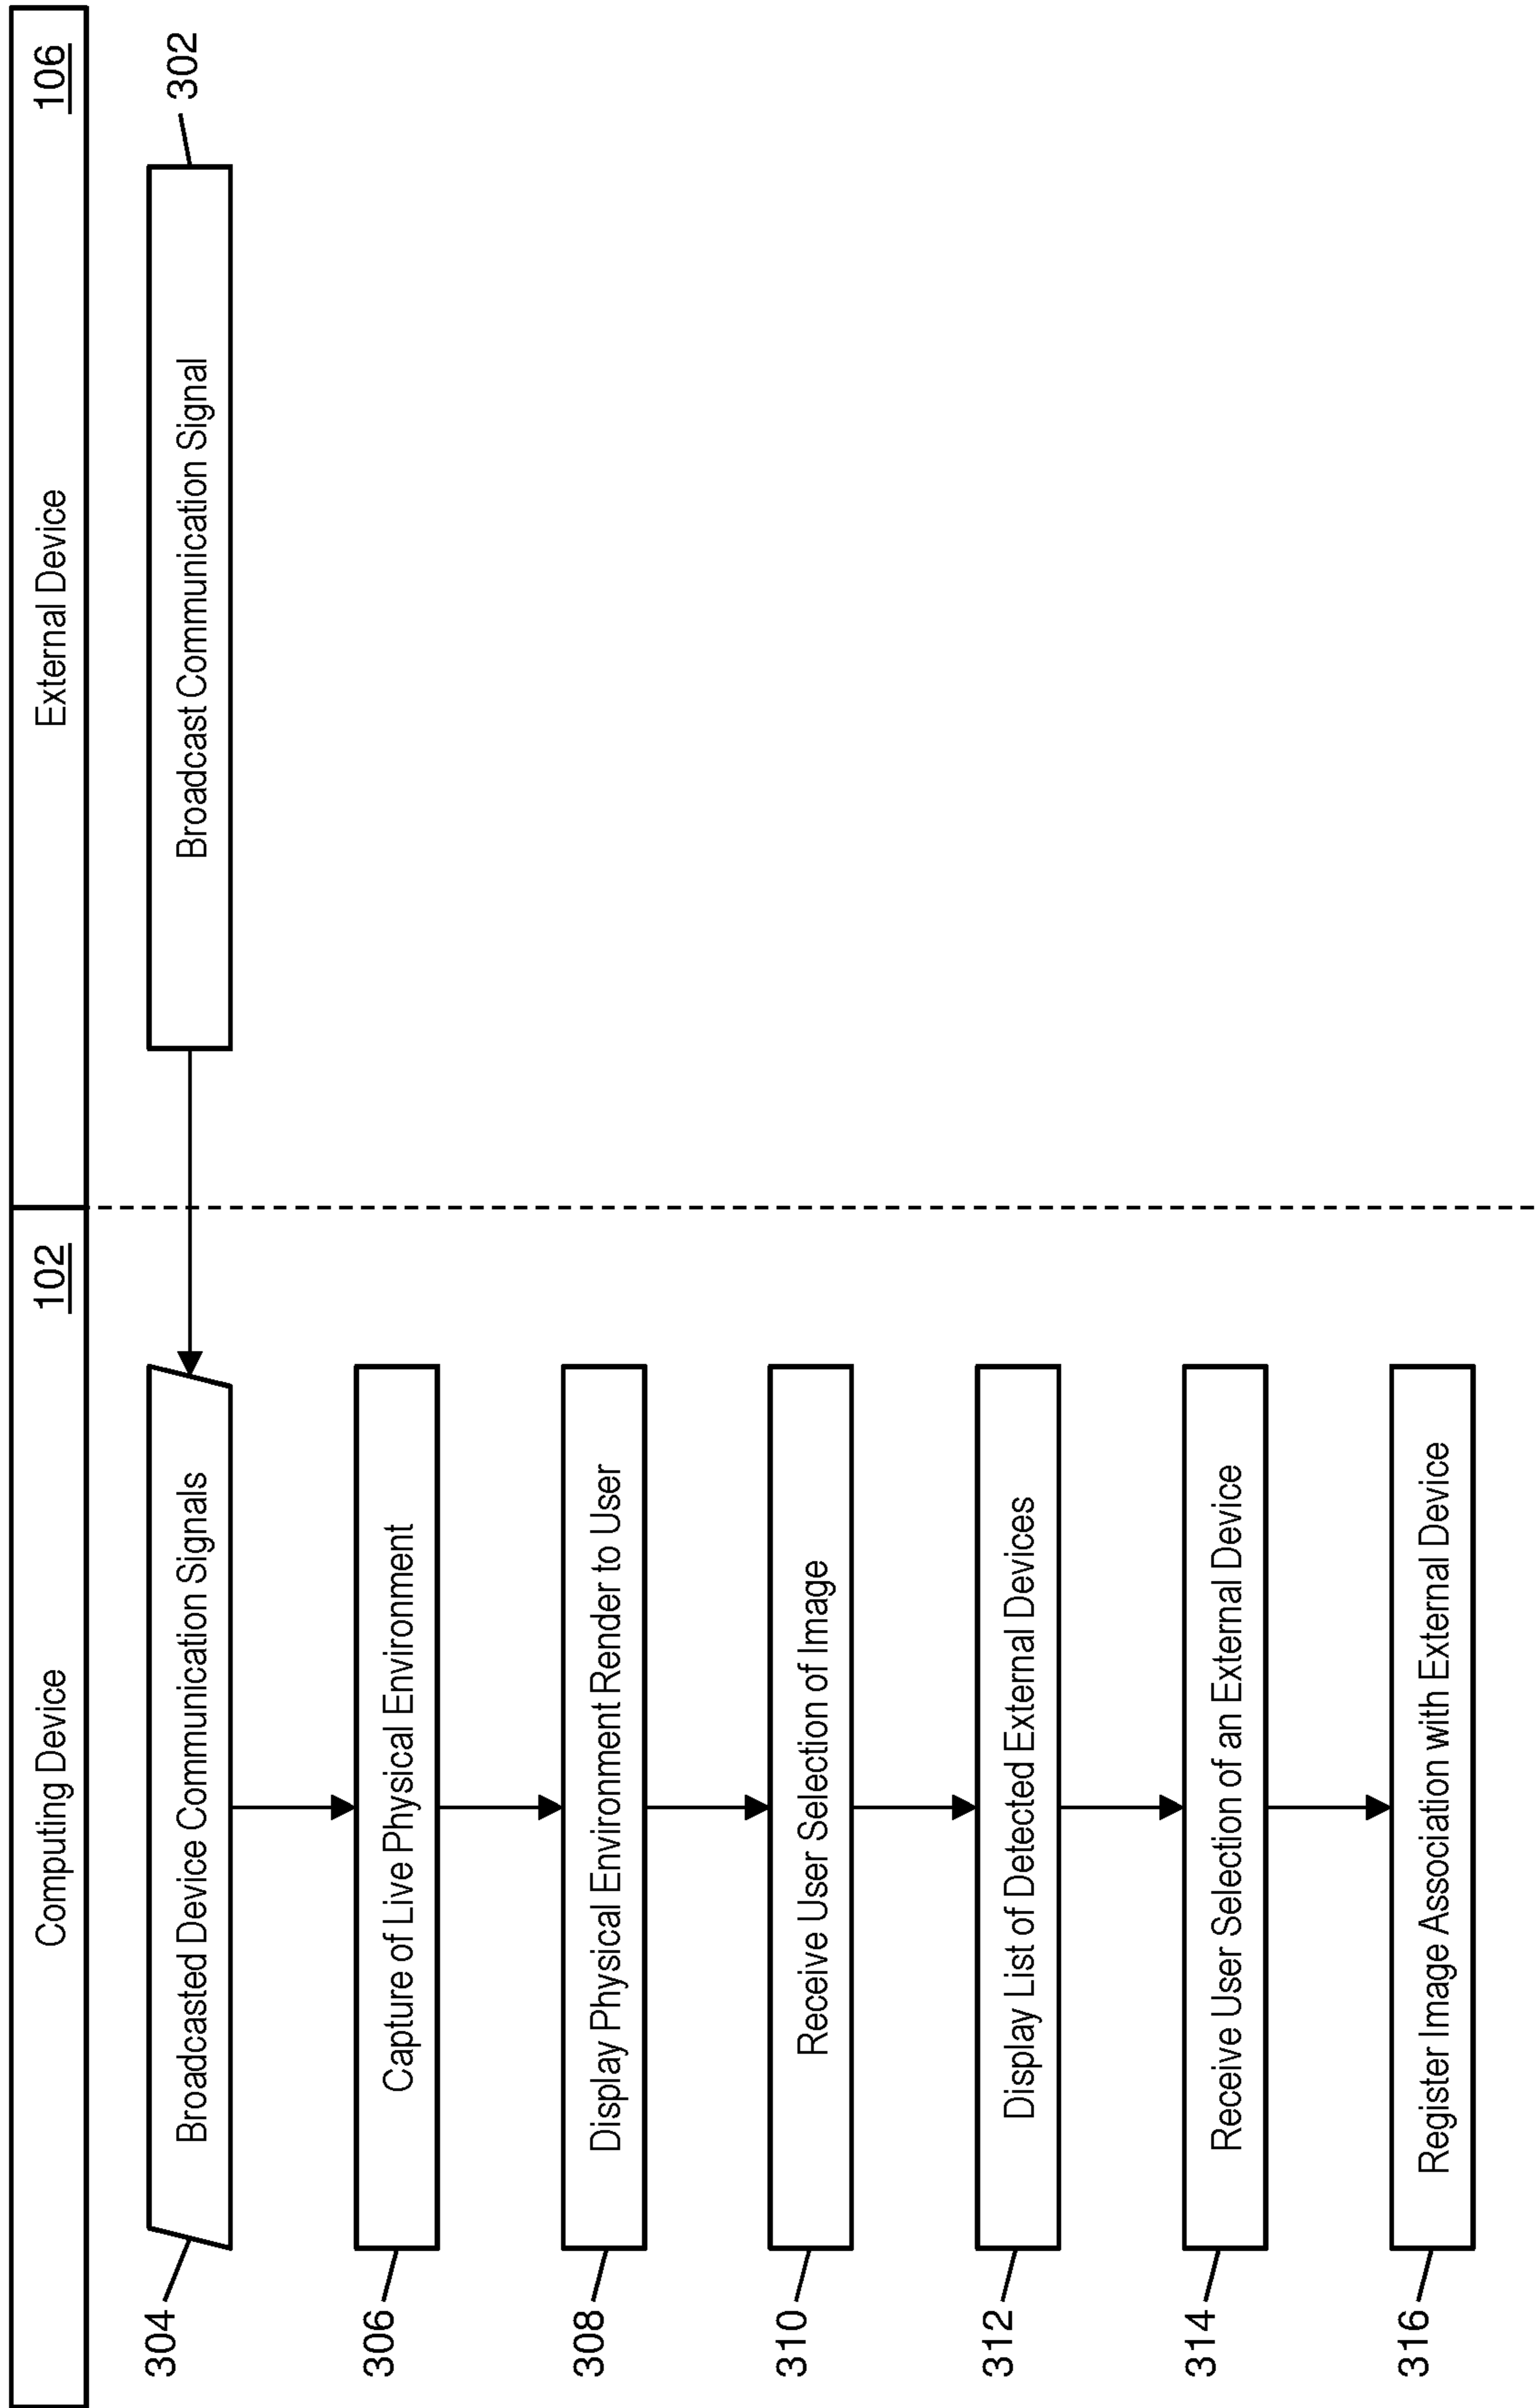 Computing Device
102
External Device
106
304
Broadcasted Device Communication Signals
Broadcast Communication Signal
302
306
Capture of Live Physical Environment
308
Display Physical Environment Render to User
310
Receive User Selection of Image
312
Display List of Detected External Devices
314
Receive User Selection of an External Device
316
Register Image Association with External Device